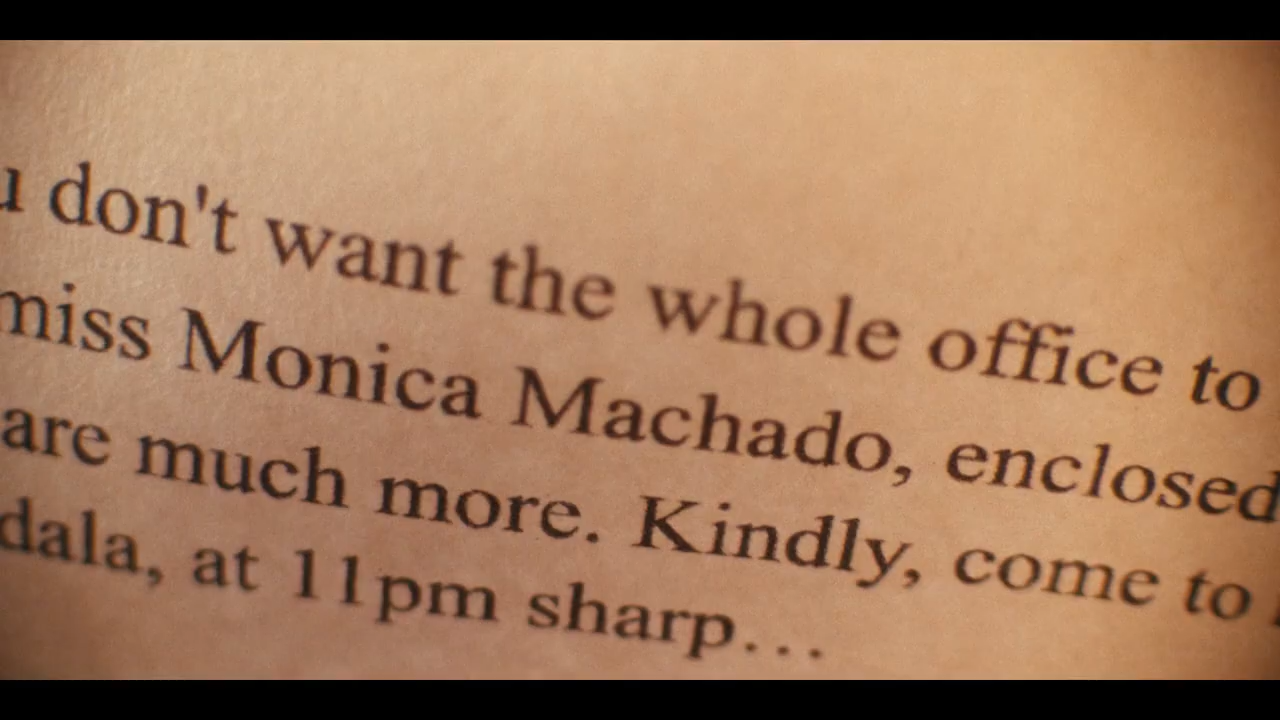 u don't want the whole office to
miss Monica Machado, enclosed
are much more. Kindly, come to
dala, at 11pm sharp...